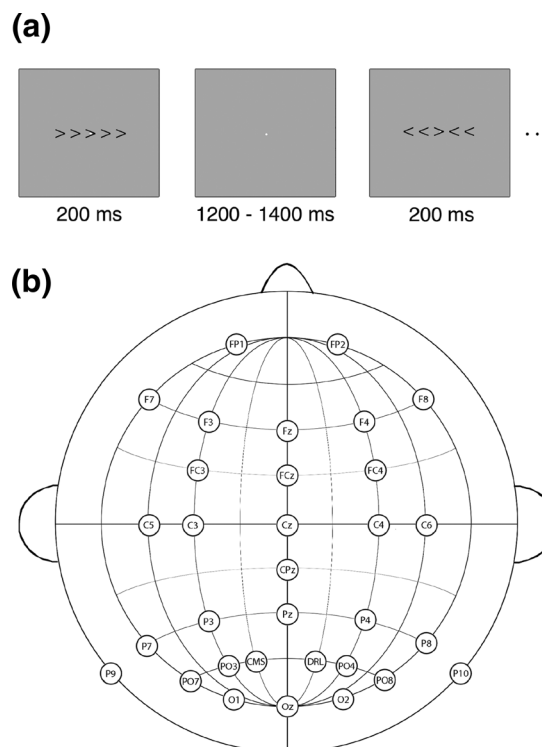 (a)
> > > > > < < > < < . .
200 ms 1200 - 1400 ms 200 ms
(b)
FP1 FP2
F7 F8
F3 F4
Fz
FC3 FCz FC4
C5 C3 Cz C4 C6
CPz
Pz
P3 P4
P7 P8
PO3 CMS DRL PO4
P9 P10
PO7 PO8
O1 O2
Oz